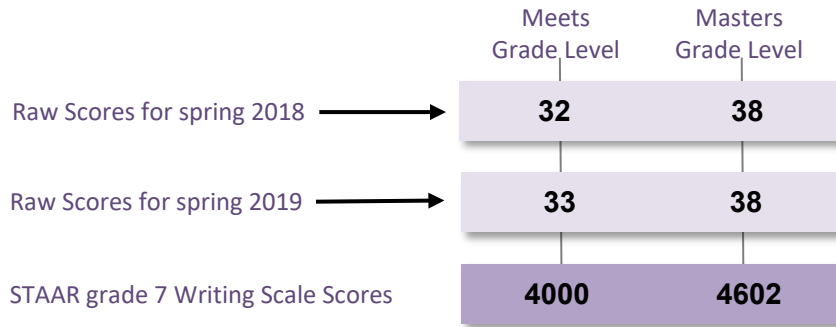 Meets Masters
Grade Level Grade Level
Raw Scores for spring 2018 32 38
Raw Scores for spring 2019 33 38
STAAR grade 7 Writing Scale Scores 4000 4602